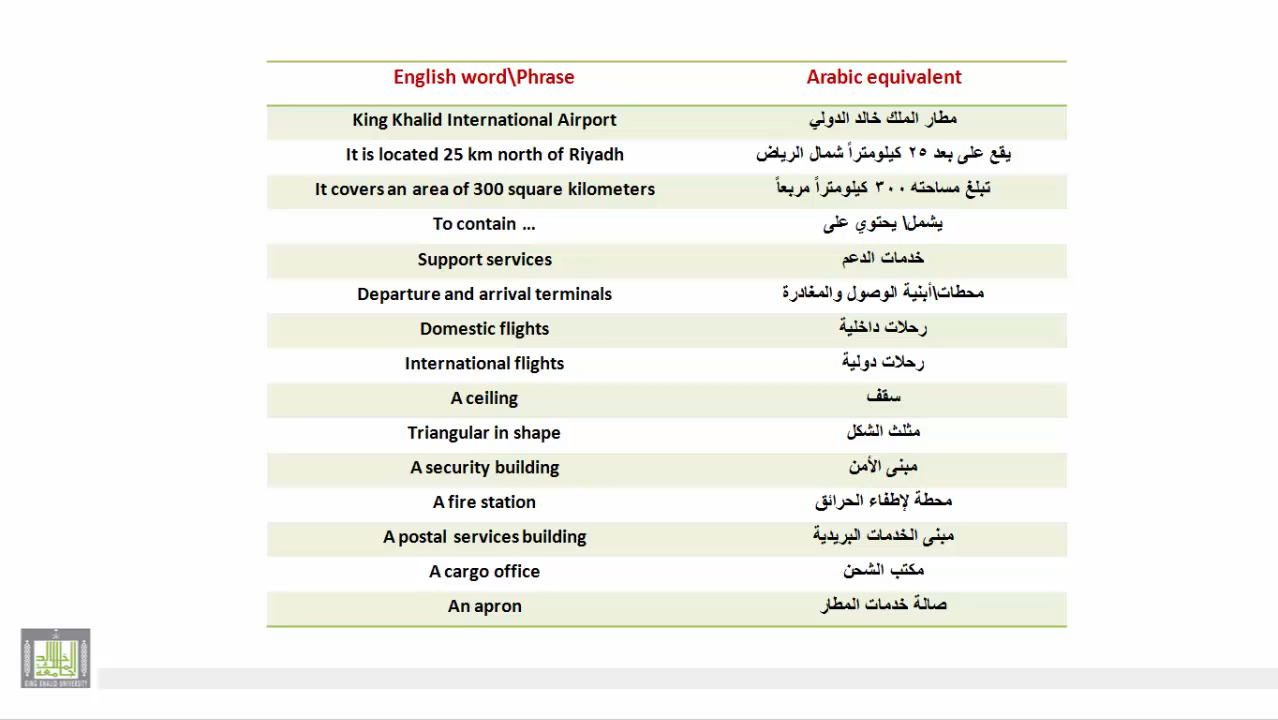 English word\Phrase Arabic equivalent
King Khalid International Airport مطار الملك خالد الدولي
It is located 25 km north of Riyadh يقع على بعد ٢٥ كيلومتراً شمال الرياض
It covers an area of 300 square kilometers تبلغ مساحته ٣٠٠ كيلومتراً مربعاً
To contain ... يشمل\ يحتوي على
Support services خدمات الدعم
Departure and arrival terminals محطات\أبنية الوصول والمغادرة
Domestic flights رحلات داخلية
International flights رحلات دولية
A ceiling سقف
Triangular in shape مثلث الشكل
A security building مبنى الأمن
A fire station محطة لإطفاء الحرائق
A postal services building مبنى الخدمات البريدية
A cargo office مكتب الشحن
An apron صالة خدمات المطار
KING KHALID UNIVERSITY